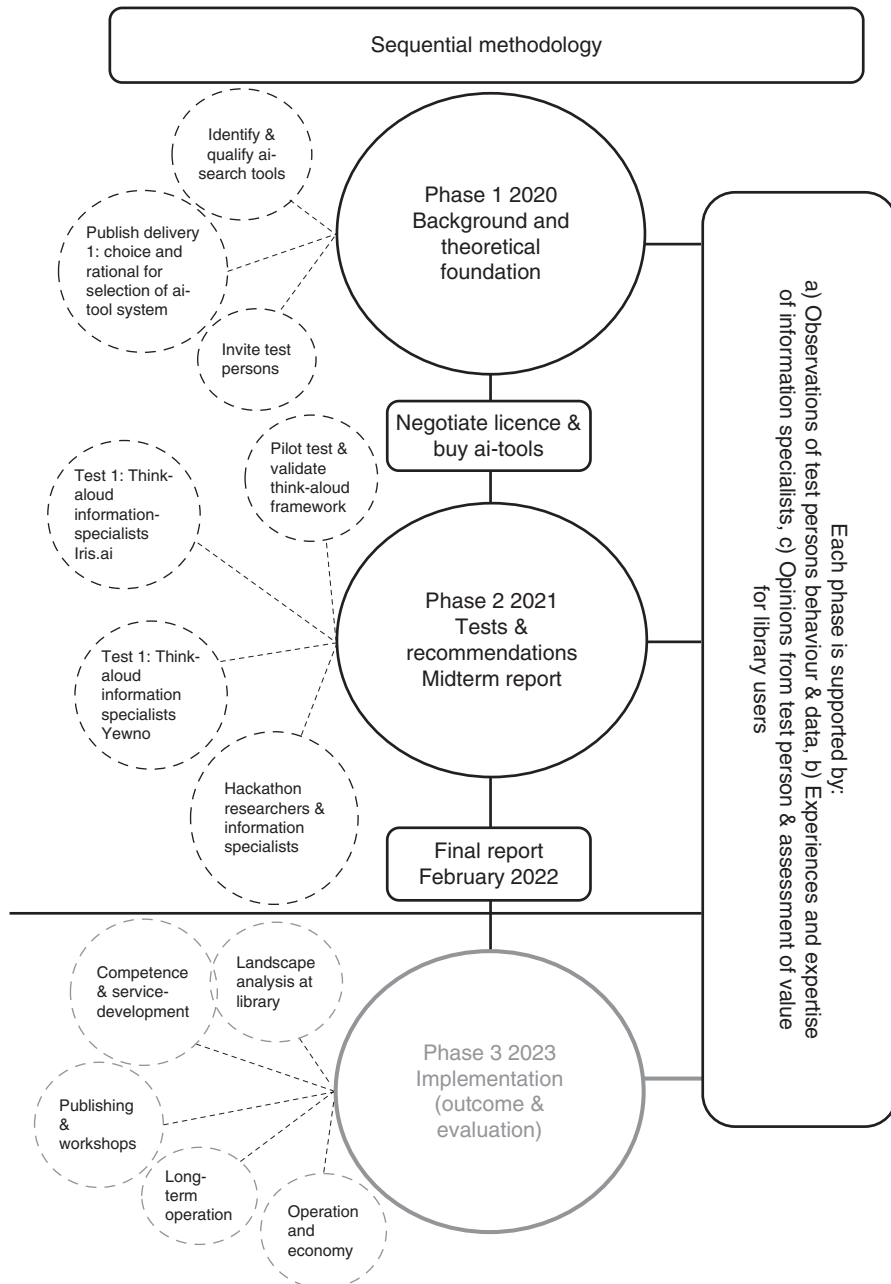 Sequential methodology
Identify &
qualify ai-
search tools
Publish delivery
1: choice and
rational for
selection of ai-
tool system
Invite test
persons
Phase 1 2020
Background and
theoretical
foundation
Negotiate licence &
buy ai-tools
Pilot test &
validate
think-aloud
framework
Test 1: Think-
aloud
information-
specialists
Iris.ai
Test 1: Think-
aloud
information
specialists
Yewno
Hackathon
researchers &
information
specialists
Phase 2 2021
Tests &
recommendations
Midterm report
Final report
February 2022
Competence
& service-
development
Landscape
analysis at
library
Publishing
&
workshops
Long-
term
operation
Operation
and
economy
Phase 3 2023
Implementation
(outcome &
evaluation)
Each phase is supported by:
a) Observations of test persons behaviour & data, b) Experiences and expertise
of information specialists, c) Opinions from test person & assessment of value
for library users